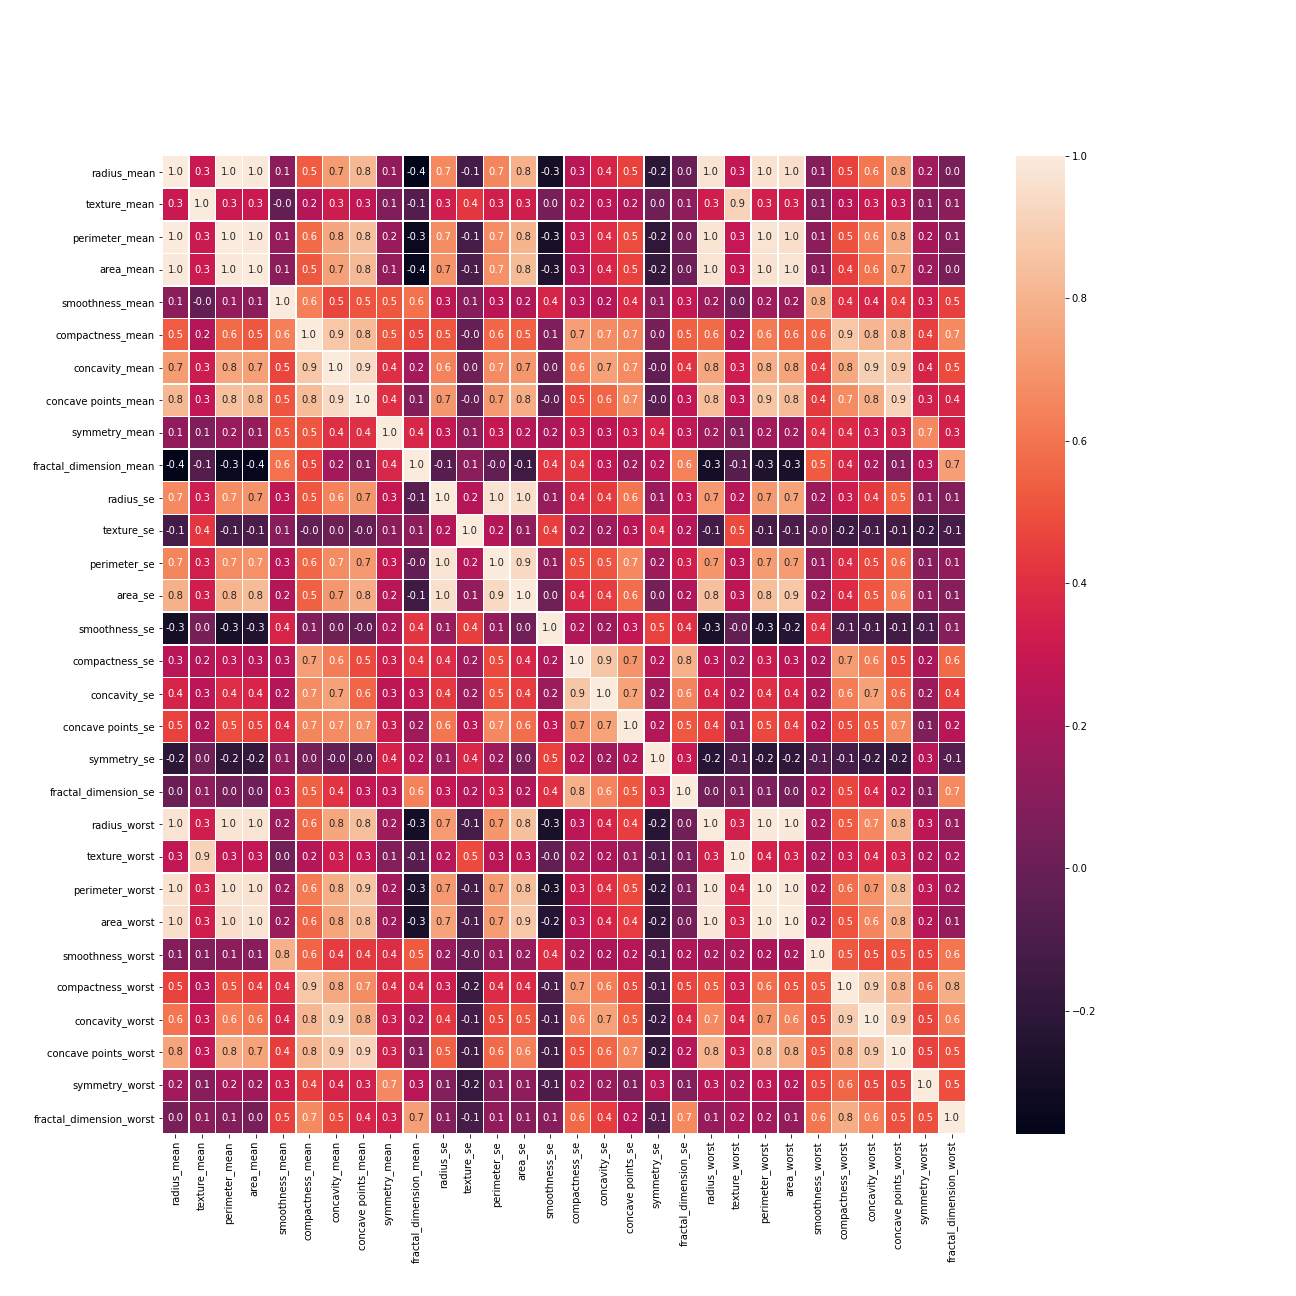 radius_mean 1.0 0.3 1.0 1.0 0.1 0.5 0.7 0.8 0.1 -0.4 0.7 -0.1 0.7 0.8 -0.3 0.3 0.4 0.5 -0.2 0.0 1.0 0.3 1.0 1.0 0.1 0.5 0.6 0.8 0.2 0.0
texture_mean 0.3 1.0 0.3 0.3 -0.0 0.2 0.3 0.3 0.1 -0.1 0.3 0.4 0.3 0.3 0.0 0.2 0.3 0.2 0.0 0.1 0.3 0.9 0.3 0.3 0.1 0.3 0.3 0.3 0.1 0.1
perimeter_mean 1.0 0.3 1.0 1.0 0.1 0.6 0.8 0.8 0.2 -0.3 0.7 -0.1 0.7 0.8 -0.3 0.3 0.4 0.5 -0.2 0.0 1.0 0.3 1.0 1.0 0.1 0.5 0.6 0.8 0.2 0.1
area_mean 1.0 0.3 1.0 1.0 0.1 0.5 0.7 0.8 0.1 -0.4 0.7 -0.1 0.7 0.8 -0.3 0.3 0.4 0.5 -0.2 0.0 1.0 0.3 1.0 1.0 0.1 0.4 0.6 0.7 0.2 0.0
smoothness_mean 0.1 -0.0 0.1 0.1 1.0 0.6 0.5 0.5 0.5 0.6 0.3 0.1 0.3 0.2 0.4 0.3 0.2 0.4 0.1 0.3 0.2 0.0 0.2 0.2 0.8 0.4 0.4 0.4 0.3 0.5
compactness_mean 0.5 0.2 0.6 0.5 0.6 1.0 0.9 0.8 0.5 0.5 0.5 -0.0 0.6 0.5 0.1 0.7 0.7 0.7 0.0 0.5 0.6 0.2 0.6 0.6 0.6 0.9 0.8 0.8 0.4 0.7
concavity_mean 0.7 0.3 0.8 0.7 0.5 0.9 1.0 0.9 0.4 0.2 0.6 0.0 0.7 0.7 0.0 0.6 0.7 0.7 -0.0 0.4 0.8 0.3 0.8 0.8 0.4 0.8 0.9 0.9 0.4 0.5
concave points_mean 0.8 0.3 0.8 0.8 0.5 0.8 0.9 1.0 0.4 0.1 0.7 -0.0 0.7 0.8 -0.0 0.5 0.6 0.7 -0.0 0.3 0.8 0.3 0.9 0.8 0.4 0.7 0.8 0.9 0.3 0.4
symmetry_mean 0.1 0.1 0.2 0.1 0.5 0.5 0.4 0.4 1.0 0.4 0.3 0.1 0.3 0.2 0.2 0.3 0.3 0.3 0.4 0.3 0.2 0.1 0.2 0.2 0.4 0.4 0.3 0.3 0.7 0.3
fractal_dimension_mean -0.4 -0.1 -0.3 -0.4 0.6 0.5 0.2 0.1 0.4 1.0 -0.1 0.1 -0.0 -0.1 0.4 0.4 0.3 0.2 0.2 0.6 -0.3 -0.1 -0.3 -0.3 0.5 0.4 0.2 0.1 0.3 0.7
radius_se 0.7 0.3 0.7 0.7 0.3 0.5 0.6 0.7 0.3 -0.1 1.0 0.2 1.0 1.0 0.1 0.4 0.4 0.6 0.1 0.3 0.7 0.2 0.7 0.7 0.2 0.3 0.4 0.5 0.1 0.1
texture_se -0.1 0.4 -0.1 -0.1 0.1 -0.0 0.0 -0.0 0.1 0.1 0.2 1.0 0.2 0.1 0.4 0.2 0.2 0.3 0.4 0.2 -0.1 0.5 -0.1 -0.1 -0.0 -0.2 -0.1 -0.1 -0.2 -0.1
perimeter_se 0.7 0.3 0.7 0.7 0.3 0.6 0.7 0.7 0.3 -0.0 1.0 0.2 1.0 0.9 0.1 0.5 0.5 0.7 0.2 0.3 0.7 0.3 0.7 0.7 0.1 0.4 0.5 0.6 0.1 0.1
area_se 0.8 0.3 0.8 0.8 0.2 0.5 0.7 0.8 0.2 -0.1 1.0 0.1 0.9 1.0 0.0 0.4 0.4 0.6 0.0 0.2 0.8 0.3 0.8 0.9 0.2 0.4 0.5 0.6 0.1 0.1
smoothness_se -0.3 0.0 -0.3 -0.3 0.4 0.1 0.0 -0.0 0.2 0.4 0.1 0.4 0.1 0.0 1.0 0.2 0.2 0.3 0.5 0.4 -0.3 -0.0 -0.3 -0.2 0.4 -0.1 -0.1 -0.1 -0.1 0.1
compactness_se 0.3 0.2 0.3 0.3 0.3 0.7 0.6 0.5 0.3 0.4 0.4 0.2 0.5 0.4 0.2 1.0 0.9 0.7 0.2 0.8 0.3 0.2 0.3 0.3 0.2 0.7 0.6 0.5 0.2 0.6
concavity_se 0.4 0.3 0.4 0.4 0.2 0.7 0.7 0.6 0.3 0.3 0.4 0.2 0.5 0.4 0.2 0.9 1.0 0.7 0.2 0.6 0.4 0.2 0.4 0.4 0.2 0.6 0.7 0.6 0.2 0.4
concave points_se 0.5 0.2 0.5 0.5 0.4 0.7 0.7 0.7 0.3 0.2 0.6 0.3 0.7 0.6 0.3 0.7 0.7 1.0 0.2 0.5 0.4 0.1 0.5 0.4 0.2 0.5 0.5 0.7 0.1 0.2
symmetry_se -0.2 0.0 -0.2 -0.2 0.1 0.0 -0.0 -0.0 0.4 0.2 0.1 0.4 0.2 0.0 0.5 0.2 0.2 0.2 1.0 0.3 -0.2 -0.1 -0.2 -0.2 -0.1 -0.1 -0.2 -0.2 0.3 -0.1
fractal_dimension_se 0.0 0.1 0.0 0.0 0.3 0.5 0.4 0.3 0.3 0.6 0.3 0.2 0.3 0.2 0.4 0.8 0.6 0.5 0.3 1.0 0.0 0.1 0.1 0.0 0.2 0.5 0.4 0.2 0.1 0.7
radius_worst 1.0 0.3 1.0 1.0 0.2 0.6 0.8 0.8 0.2 -0.3 0.7 -0.1 0.7 0.8 -0.3 0.3 0.4 0.4 -0.2 0.0 1.0 0.3 1.0 1.0 0.2 0.5 0.7 0.8 0.3 0.1
texture_worst 0.3 0.9 0.3 0.3 0.0 0.2 0.3 0.3 0.1 -0.1 0.2 0.5 0.3 0.3 -0.0 0.2 0.2 0.1 -0.1 0.1 0.3 1.0 0.4 0.3 0.2 0.3 0.4 0.3 0.2 0.2
perimeter_worst 1.0 0.3 1.0 1.0 0.2 0.6 0.8 0.9 0.2 -0.3 0.7 -0.1 0.7 0.8 -0.3 0.3 0.4 0.5 -0.2 0.1 1.0 0.4 1.0 1.0 0.2 0.6 0.7 0.8 0.3 0.2
area_worst 1.0 0.3 1.0 1.0 0.2 0.6 0.8 0.8 0.2 -0.3 0.7 -0.1 0.7 0.9 -0.2 0.3 0.4 0.4 -0.2 0.0 1.0 0.3 1.0 1.0 0.2 0.5 0.6 0.8 0.2 0.1
smoothness_worst 0.1 0.1 0.1 0.1 0.8 0.6 0.4 0.4 0.4 0.5 0.2 -0.0 0.1 0.2 0.4 0.2 0.2 0.2 -0.1 0.2 0.2 0.2 0.2 0.2 1.0 0.5 0.5 0.5 0.5 0.6
compactness_worst 0.5 0.3 0.5 0.4 0.4 0.9 0.8 0.7 0.4 0.4 0.3 -0.2 0.4 0.4 -0.1 0.7 0.6 0.5 -0.1 0.5 0.5 0.3 0.6 0.5 0.5 1.0 0.9 0.8 0.6 0.8
concavity_worst 0.6 0.3 0.6 0.6 0.4 0.8 0.9 0.8 0.3 0.2 0.4 -0.1 0.5 0.5 -0.1 0.6 0.7 0.5 -0.2 0.4 0.7 0.4 0.7 0.6 0.5 0.9 1.0 0.9 0.5 0.6
concave points_worst 0.8 0.3 0.8 0.7 0.4 0.8 0.9 0.9 0.3 0.1 0.5 -0.1 0.6 0.6 -0.1 0.5 0.6 0.7 -0.2 0.2 0.8 0.3 0.8 0.8 0.5 0.8 0.9 1.0 0.5 0.5
symmetry_worst 0.2 0.1 0.2 0.2 0.3 0.4 0.4 0.3 0.7 0.3 0.1 -0.2 0.1 0.1 -0.1 0.2 0.2 0.1 0.3 0.1 0.3 0.2 0.3 0.2 0.5 0.6 0.5 0.5 1.0 0.5
fractal_dimension_worst 0.0 0.1 0.1 0.0 0.5 0.7 0.5 0.4 0.3 0.7 0.1 -0.1 0.1 0.1 0.1 0.6 0.4 0.2 -0.1 0.7 0.1 0.2 0.2 0.1 0.6 0.8 0.6 0.5 0.5 1.0
radius_mean
texture_mean
perimeter_mean
area_mean
smoothness_mean
compactness_mean
concavity_mean
concave points_mean
symmetry_mean
fractal_dimension_mean
radius_se
texture_se
perimeter_se
area_se
smoothness_se
compactness_se
concavity_se
concave points_se
symmetry_se
fractal_dimension_se
radius_worst
texture_worst
perimeter_worst
area_worst
smoothness_worst
compactness_worst
concavity_worst
concave points_worst
symmetry_worst
fractal_dimension_worst
1.0
0.8
0.6
0.4
0.2
0.0
−0.2